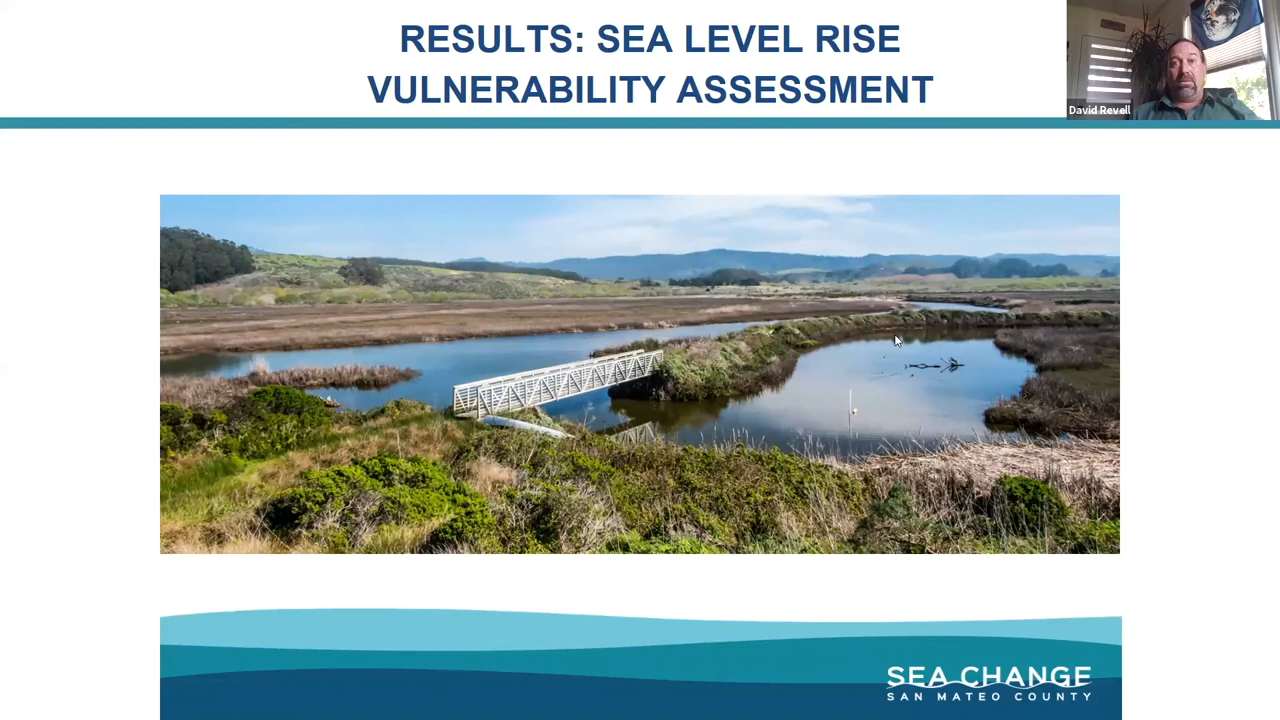 RESULTS: SEA LEVEL RISE
VULNERABILITY ASSESSMENT
David Revell
SEA CHANGE
SAN MATEO COUNTY